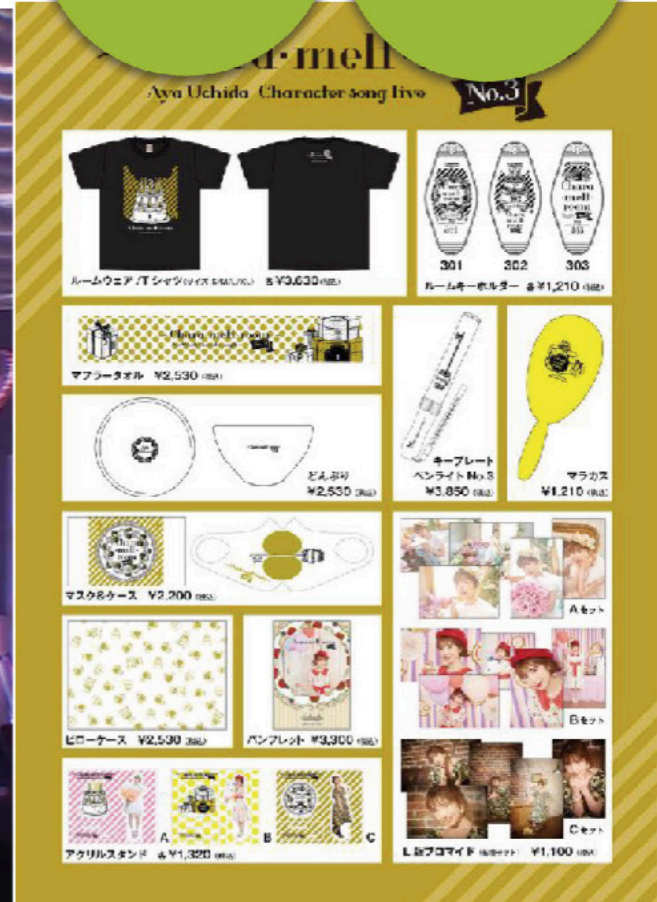 Aya Uchida Character song live
No.3
301 302 303
ルームウェア/Tシャツ 各¥3,630(税込)
ルームキーホルダー 各¥1,210(税込)
Chara melt room
マフラータオル ¥2,530(税込)
どんぶり
¥2,530(税込)
キープレート
ペンライト No.3
¥3,850(税込)
マラカス
¥1,210(税込)
マスク&ケース ¥2,200(税込)
Aセット
Bセット
Cセット
ピローケース ¥2,530(税込)
パンフレット ¥3,300(税込)
A B C
アクリルスタンド 各¥1,320(税込)
L版ブロマイド ¥1,100(税込)